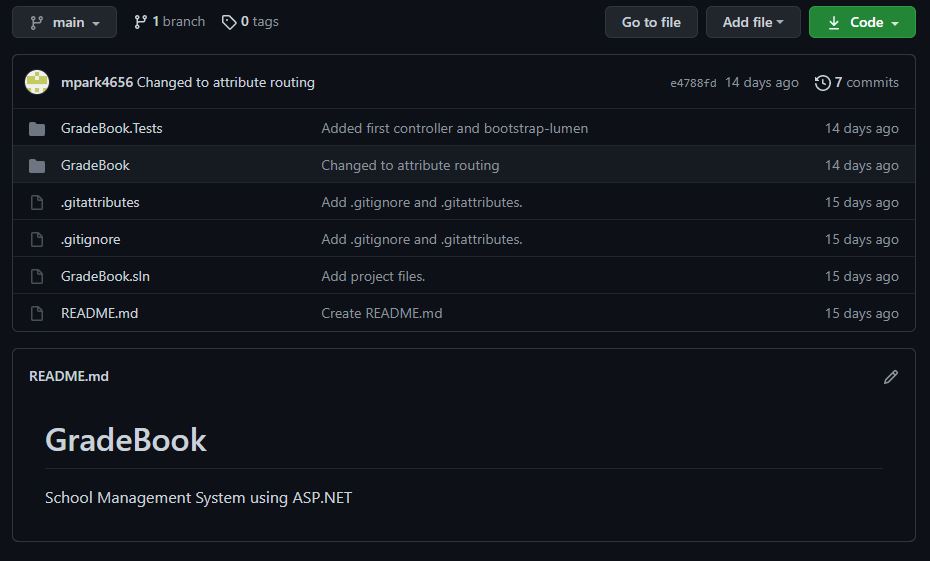 main 1 branch 0 tags Go to file Add file Code
mpark4656 Changed to attribute routing e4788fd 14 days ago 7 commits
GradeBook.Tests Added first controller and bootstrap-lumen 14 days ago
GradeBook Changed to attribute routing 14 days ago
.gitattributes Add .gitignore and .gitattributes. 15 days ago
.gitignore Add .gitignore and .gitattributes. 15 days ago
GradeBook.sln Add project files. 15 days ago
README.md Create README.md 15 days ago
README.md
GradeBook
School Management System using ASP.NET